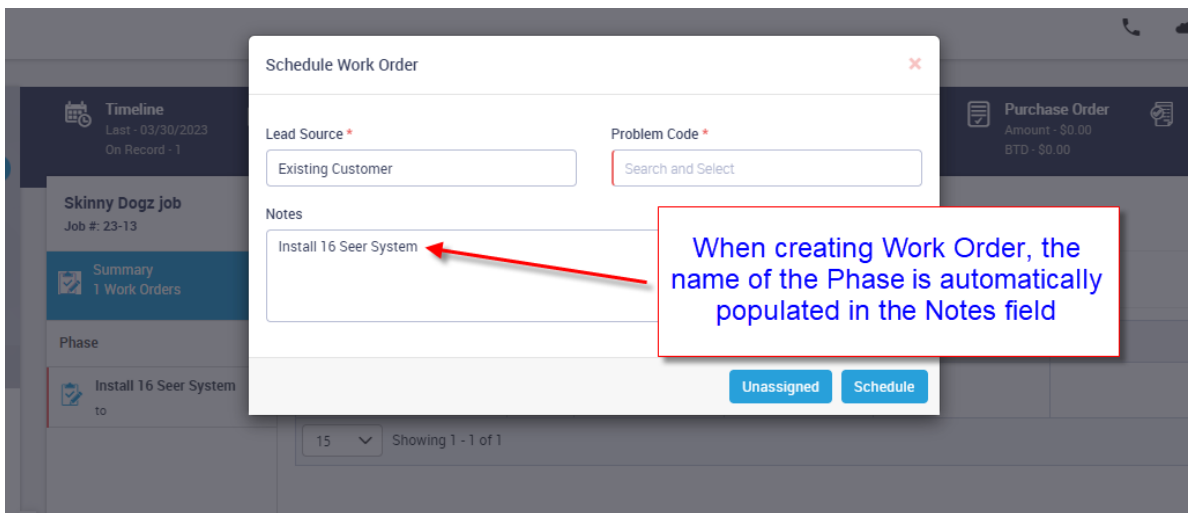 Schedule Work Order
Timeline
Last - 03/30/2023
On Record - 1
Purchase Order
Amount - $0.00
BTD - $0.00
Lead Source *
Problem Code *
Existing Customer
Search and Select
Skinny Dogz job
Job #: 23-13
Notes
Install 16 Seer System
When creating Work Order, the
name of the Phase is automatically
populated in the Notes field
Summary
1 Work Orders
Phase
Install 16 Seer System
to
Unassigned
Schedule
15
Showing 1 - 1 of 1